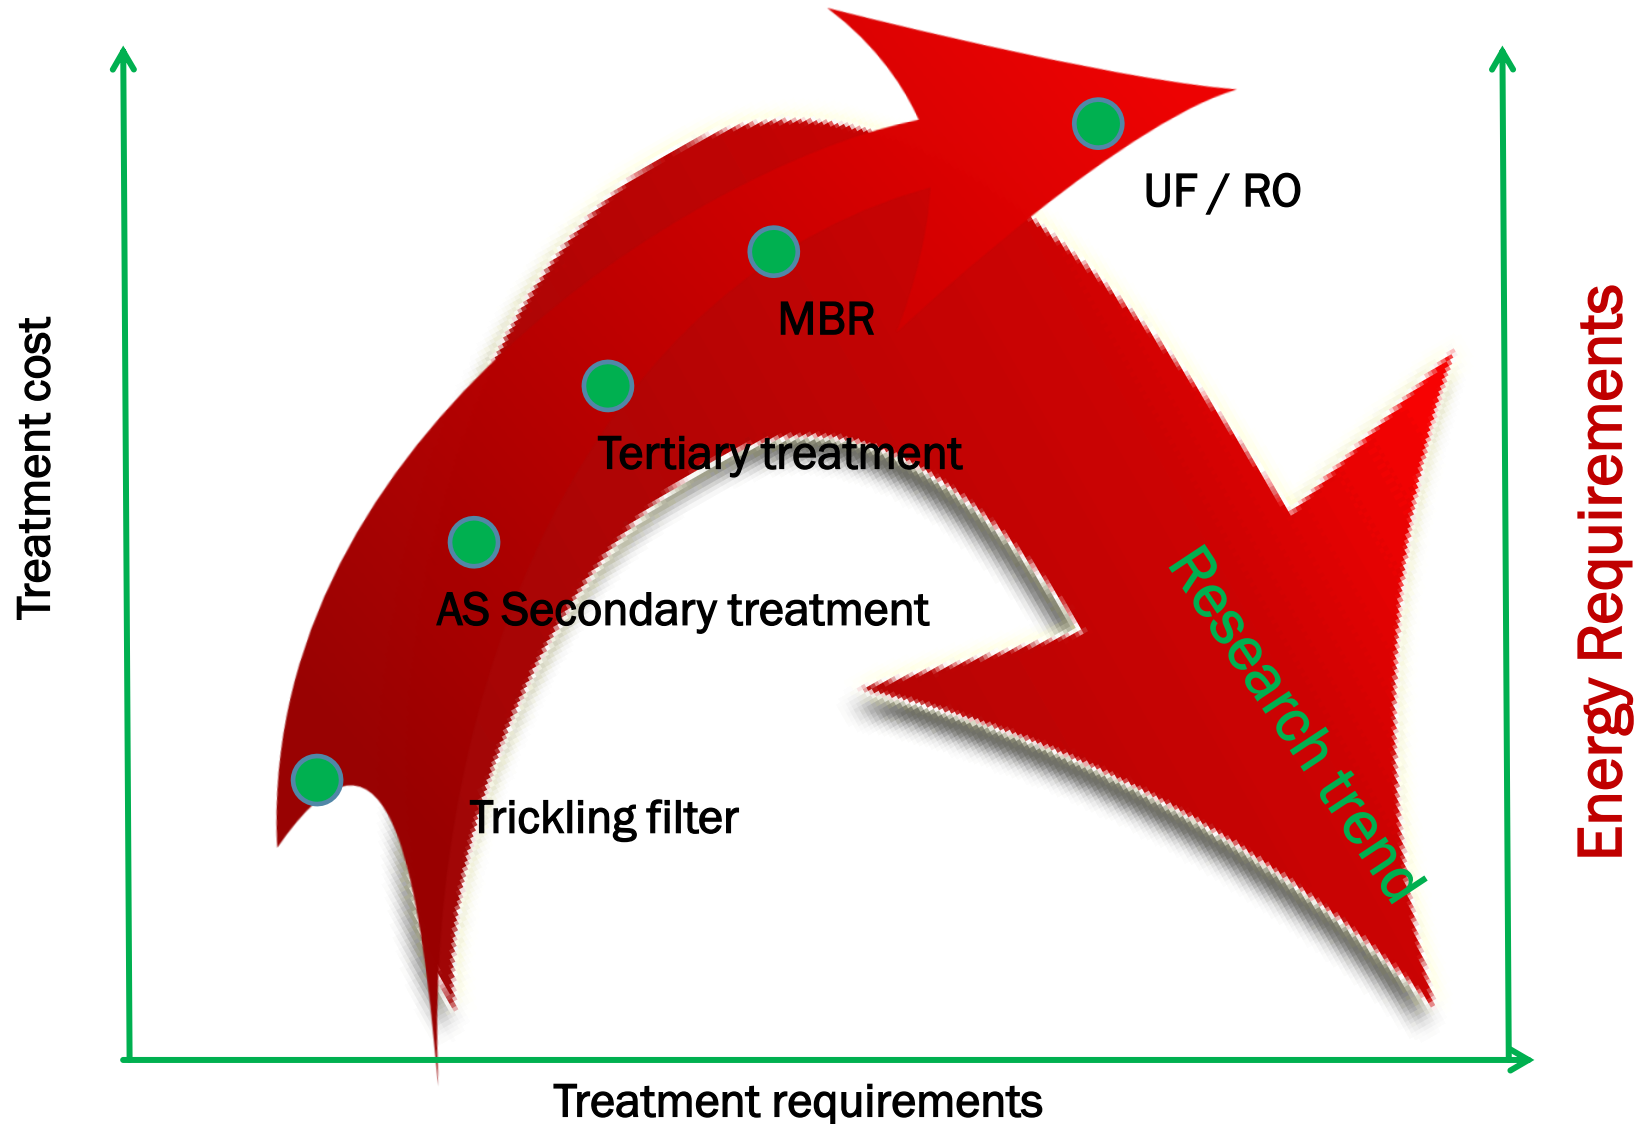 UF / RO
MBR
Tertiary treatment
AS Secondary treatment
Trickling filter
Research trend
Treatment cost
Energy Requirements
Treatment requirements